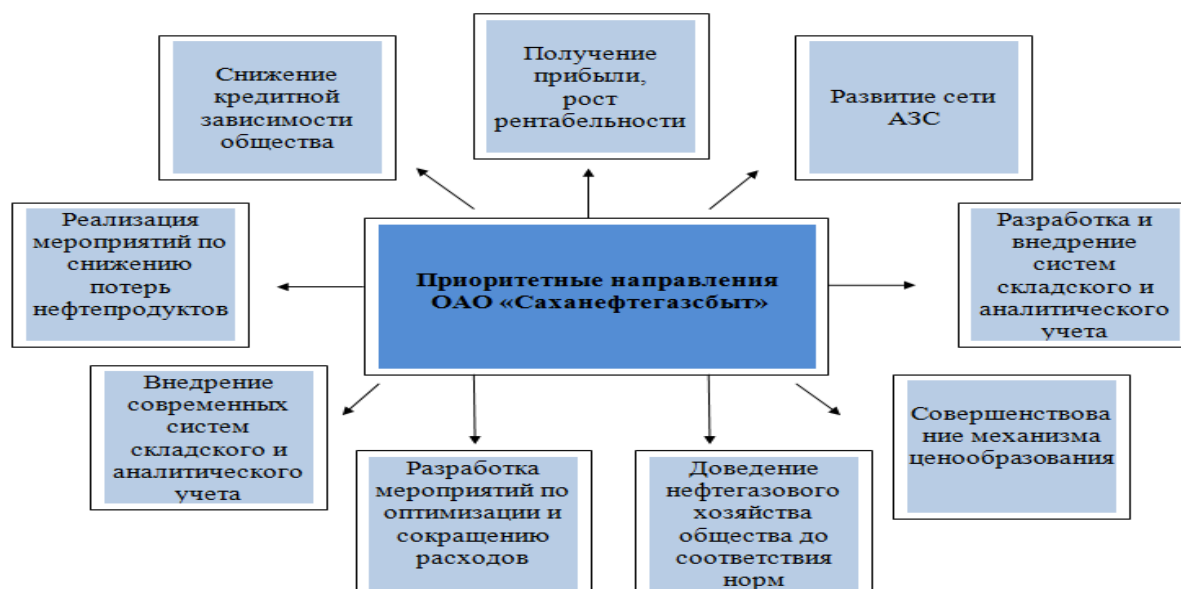 Снижение
кредитной
зависимости
общества
Получение
прибыли,
рост
рентабельности
Развитие сети
АЗС
Реализация
мероприятий по
снижению
потерь
нефтепродуктов
Приоритетные направления
ОАО «Саханефтегазсбыт»
Разработка и
внедрение
систем
складского и
аналитического
учета
Внедрение
современных
систем
складского и
аналитического
учета
Разработка
мероприятий по
оптимизации и
сокращению
расходов
Доведение
нефтегазового
хозяйства
общества до
соответствия
норм
Совершенствова
ние механизма
ценообразования